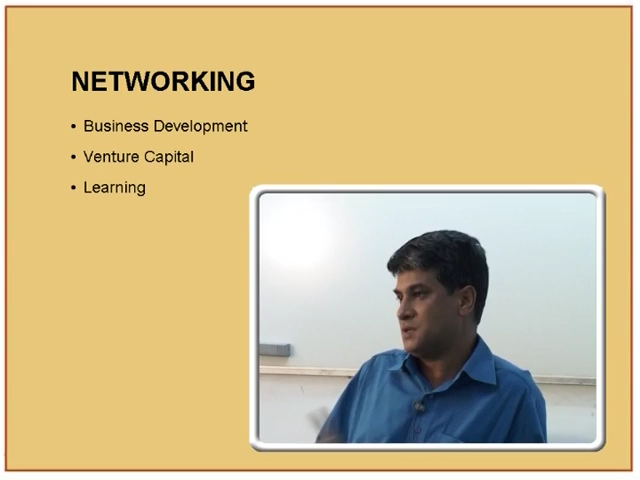 NETWORKING
• Business Development
• Venture Capital
• Learning